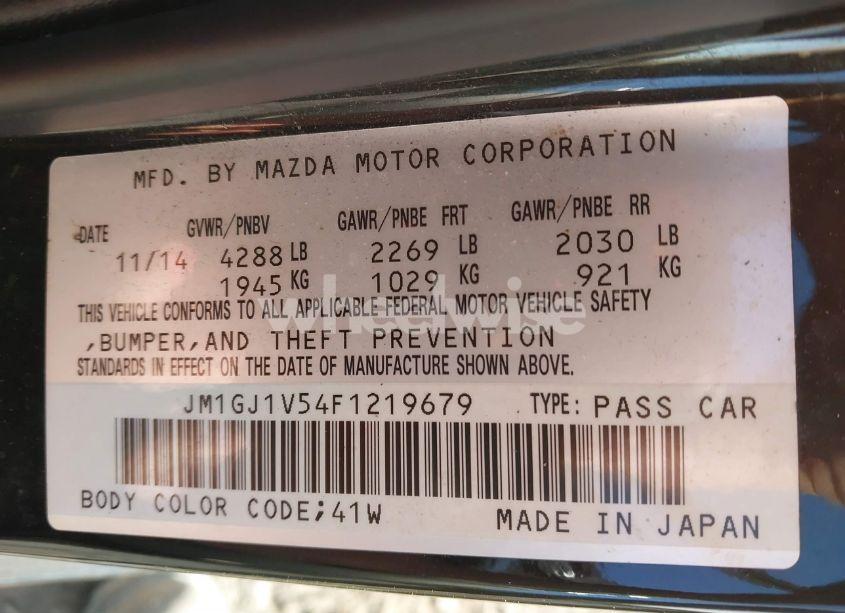 MFD. BY MAZDA MOTOR CORPORATION
DATE GVWR/PNBV GAWR/PNBE FRT GAWR/PNBE RR
11/14 4288 LB 2269 LB 2030 LB
1945 KG 1029 KG 921 KG
THIS VEHICLE CONFORMS TO ALL APPLICABLE FEDERAL MOTOR VEHICLE SAFETY
wheelwise
,BUMPER,AND THEFT PREVENTION
STANDARDS IN EFFECT ON THE DATE OF MANUFACTURE SHOWN ABOVE.
JM1GJ1V54F1219679 TYPE: PASS CAR
BODY COLOR CODE;41W MADE IN JAPAN